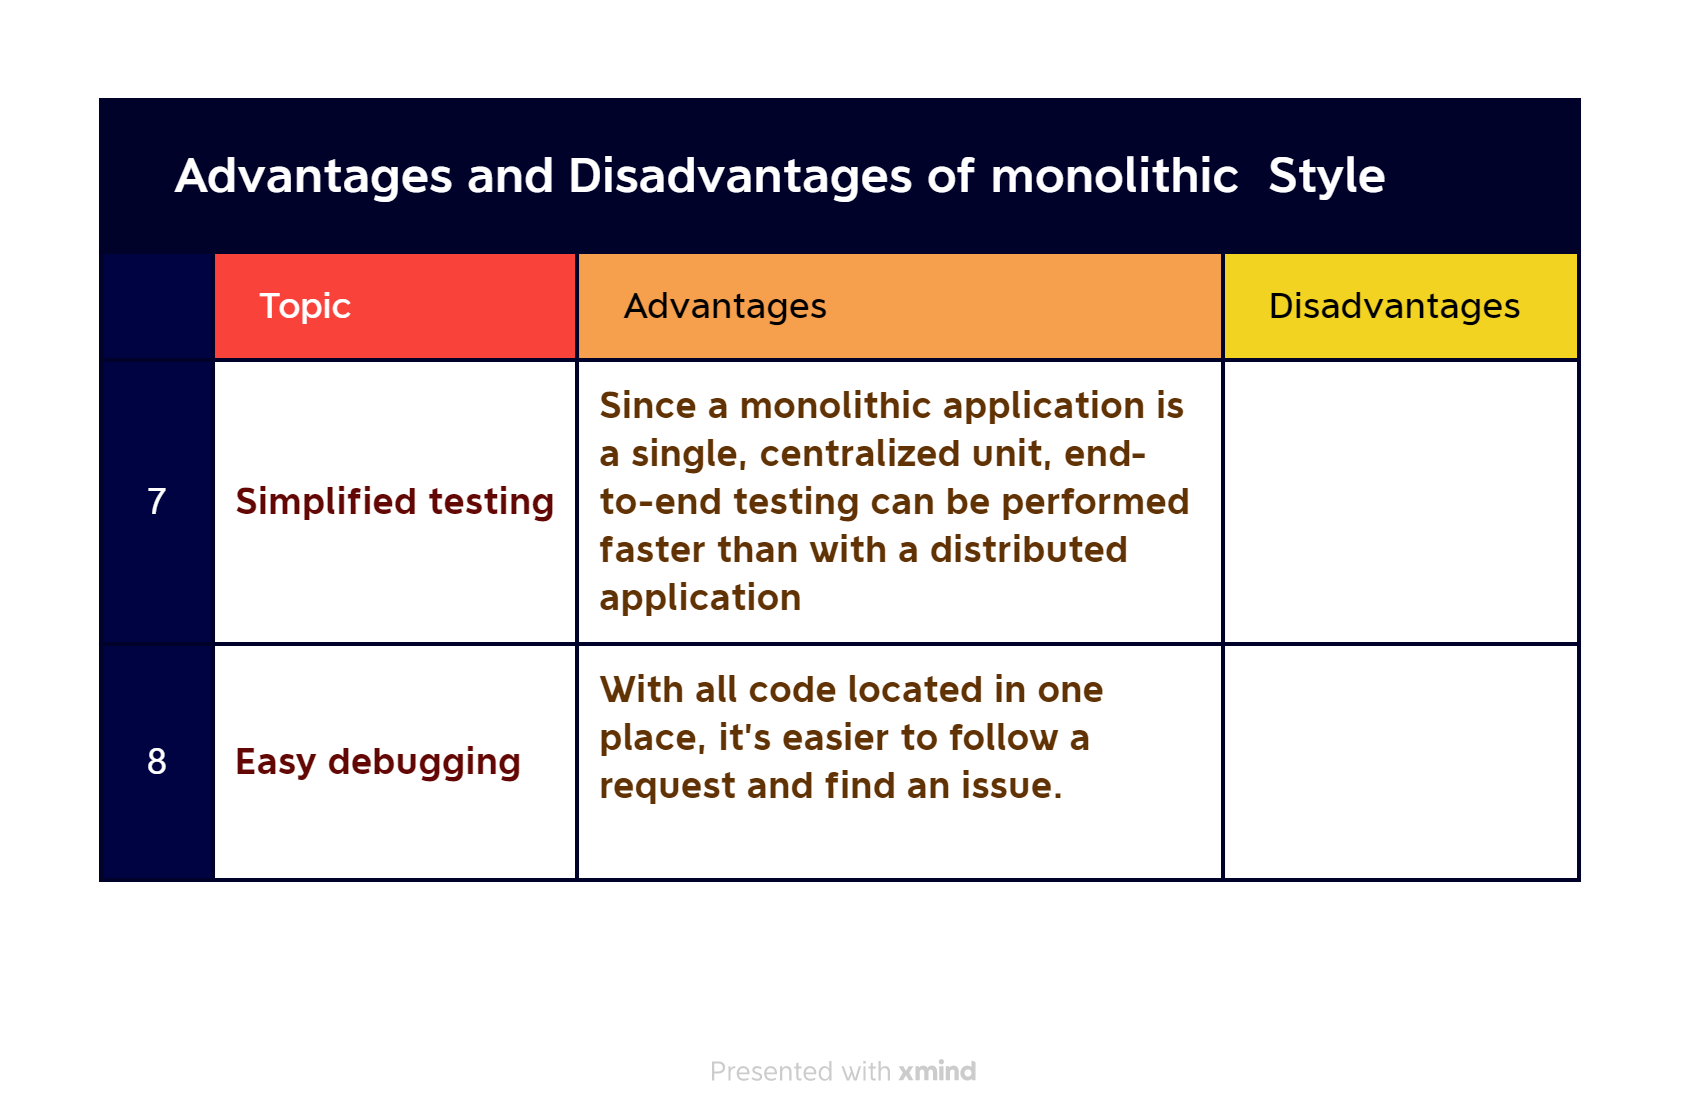 Advantages and Disadvantages of monolithic  Style
Topic
Advantages
Disadvantages
7
Simplified testing
Since a monolithic application is
a single, centralized unit, end-
to-end testing can be performed
faster than with a distributed
application
8
Easy debugging
With all code located in one
place, it's easier to follow a
request and find an issue.
Presented with xmind